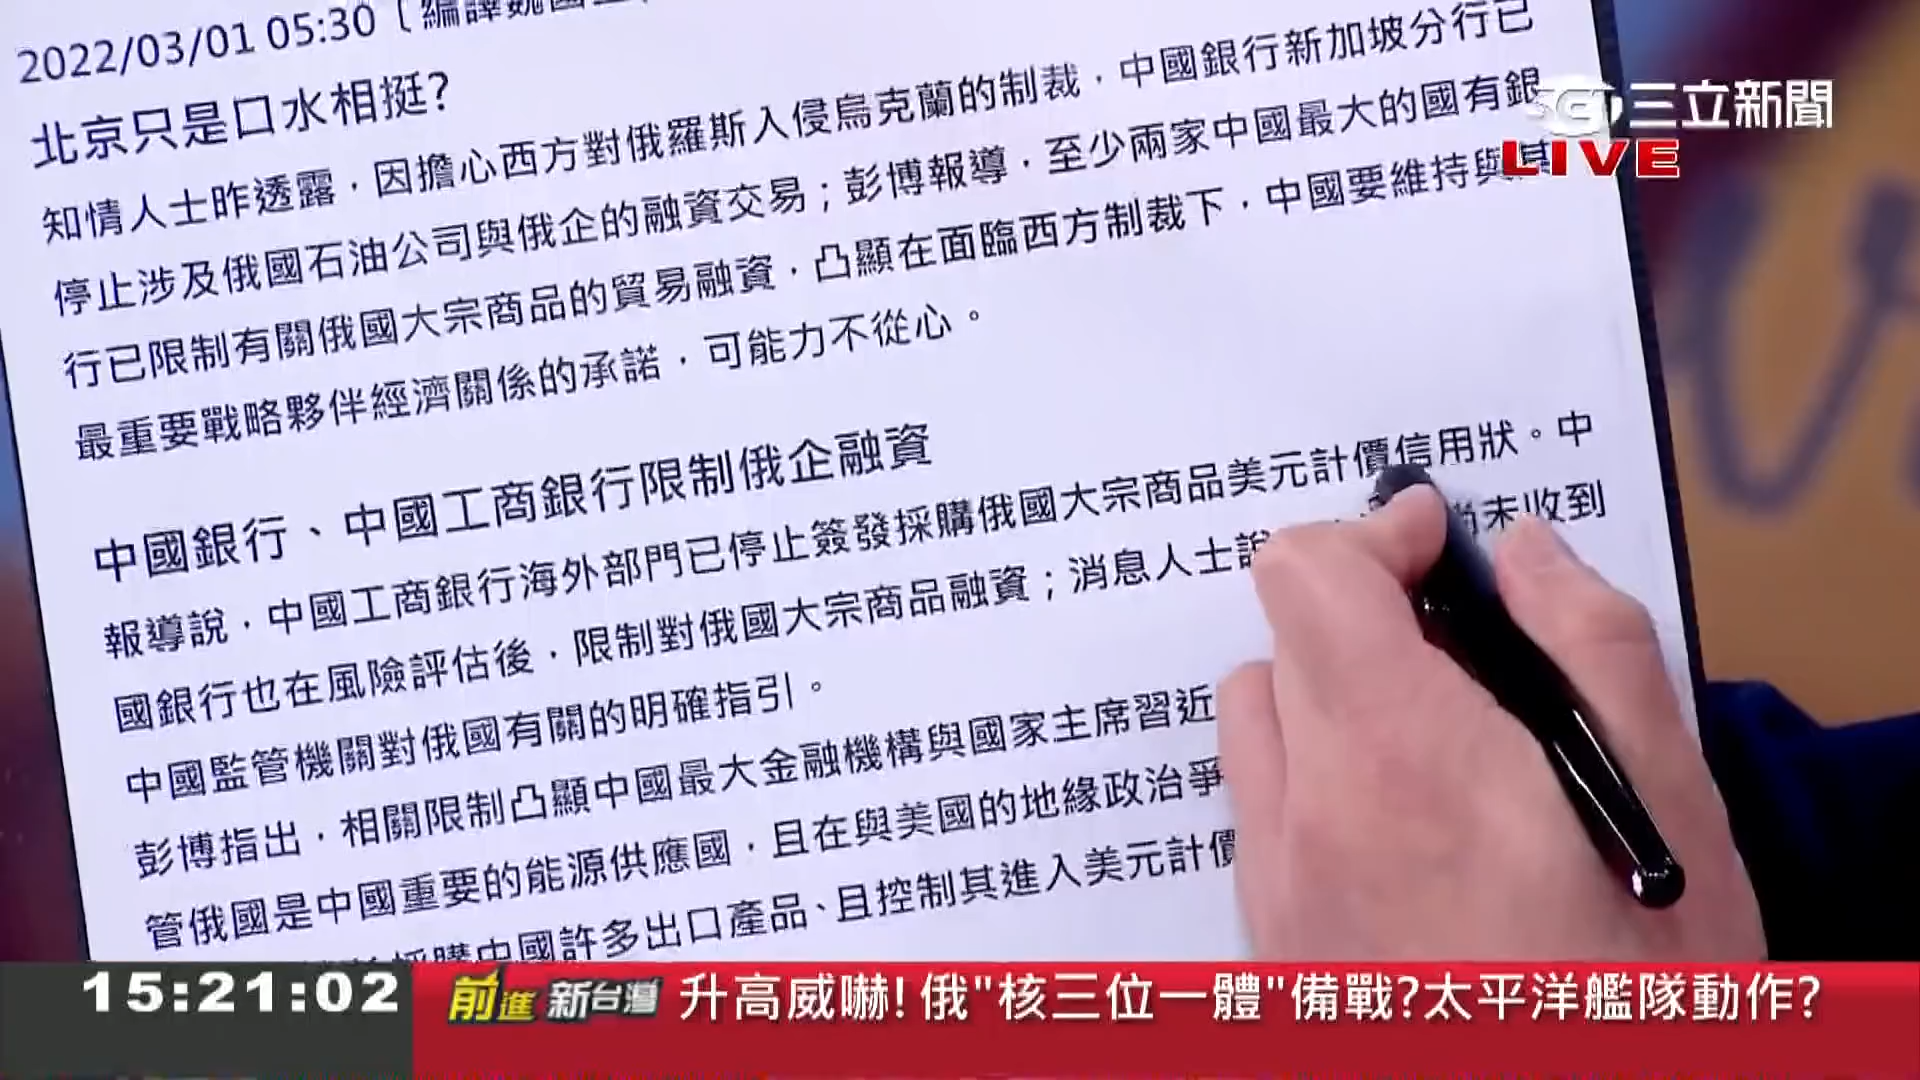 2022/03/01 05:30〔編譯魏國
北京只是口水相挺?
知情人士昨透露,因擔心西方對俄羅斯入侵烏克蘭的制裁,中國銀行新加坡分行已
停止涉及俄國石油公司與俄企的融資交易;彭博報導,至少兩家中國最大的國有銀
行已限制有關俄國大宗商品的貿易融資,凸顯在面臨西方制裁下,中國要維持與其
最重要戰略夥伴經濟關係的承諾,可能力不從心。
中國銀行、中國工商銀行限制俄企融資
報導說,中國工商銀行海外部門已停止簽發採購俄國大宗商品美元計價信用狀。中
國銀行也在風險評估後,限制對俄國大宗商品融資;消息人士說 尚未收到
中國監管機關對俄國有關的明確指引。
彭博指出,相關限制凸顯中國最大金融機構與國家主席習近
管俄國是中國重要的能源供應國,且在與美國的地緣政治爭
採購中國許多出口產品、且控制其進入美元計價
三立新聞
LIVE
15:21:02
前進新台灣
升高威嚇!俄"核三位一體"備戰?太平洋艦隊動作?